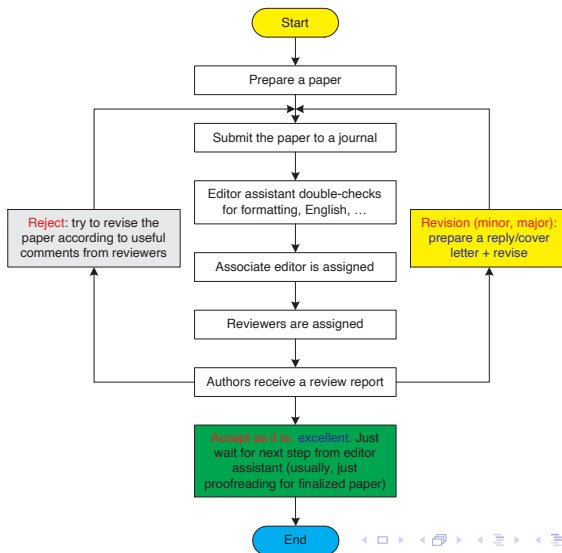 Start
Prepare a paper
Submit the paper to a journal
Editor assistant double-checks
for formatting, English, …
Reject: try to revise the
paper according to useful
comments from reviewers
Revision (minor, major):
prepare a reply/cover
letter + revise
Associate editor is assigned
Reviewers are assigned
Authors receive a review report
Accept as it is: excellent. Just
wait for next step from editor
assistant (usually, just
proofreading for finalized paper)
End